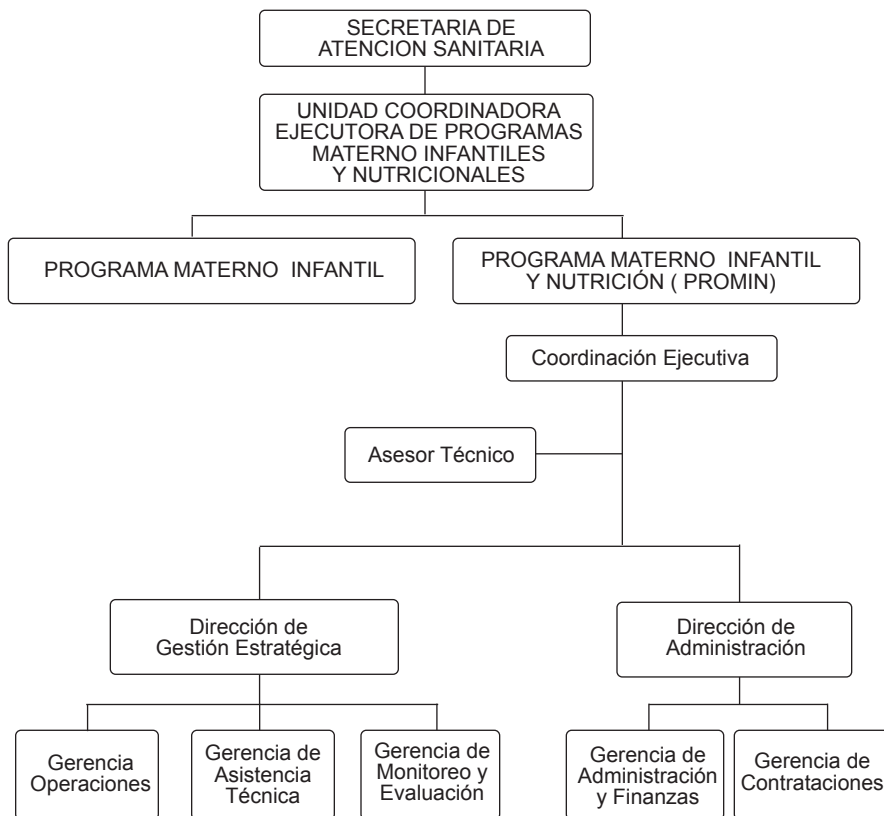 SECRETARIA DE
ATENCION SANITARIA
UNIDAD COORDINADORA
EJECUTORA DE PROGRAMAS
MATERNO INFANTILES
Y NUTRICIONALES
PROGRAMA MATERNO INFANTIL
PROGRAMA MATERNO INFANTIL
Y NUTRICIÓN ( PROMIN)
Coordinación Ejecutiva
Asesor Técnico
Dirección de
Gestión Estratégica
Dirección de
Administración
Gerencia
Operaciones
Gerencia de
Asistencia
Técnica
Gerencia de
Monitoreo y
Evaluación
Gerencia de
Administración
y Finanzas
Gerencia de
Contrataciones